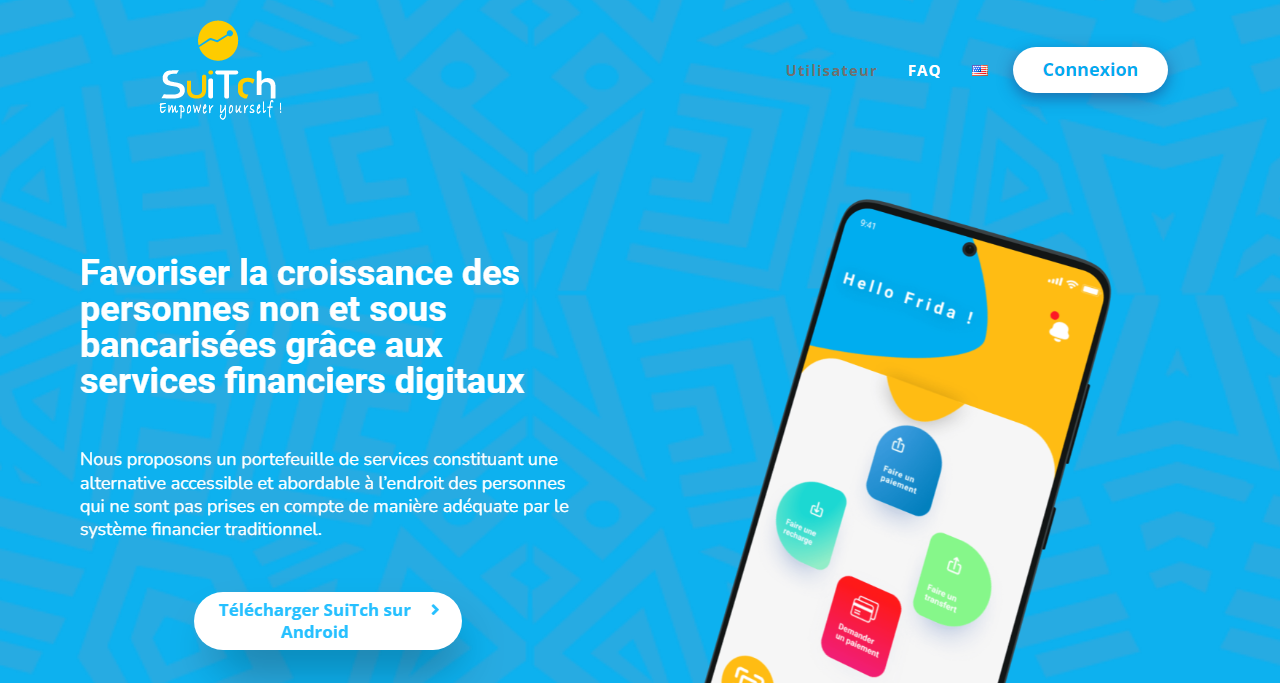 SuiTch
Empower yourself !
Utilisateur
FAQ
Connexion
Favoriser la croissance des
personnes non et sous
bancarisées grâce aux
services financiers digitaux
Nous proposons un portefeuille de services constituant une
alternative accessible et abordable à l’endroit des personnes
qui ne sont pas prises en compte de manière adéquate par le
système financier traditionnel.
Télécharger SuiTch sur
Android
9:41
Hello Frida !
Faire un
paiement
Faire une
recharge
Faire un
transfert
Demander
un paiement